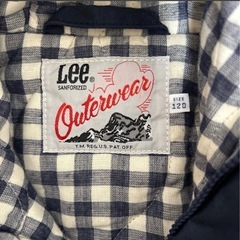 Lee®
SANFORIZED
Outerwear
T.M. REG. U.S. PAT. OFF.
SIZE
120